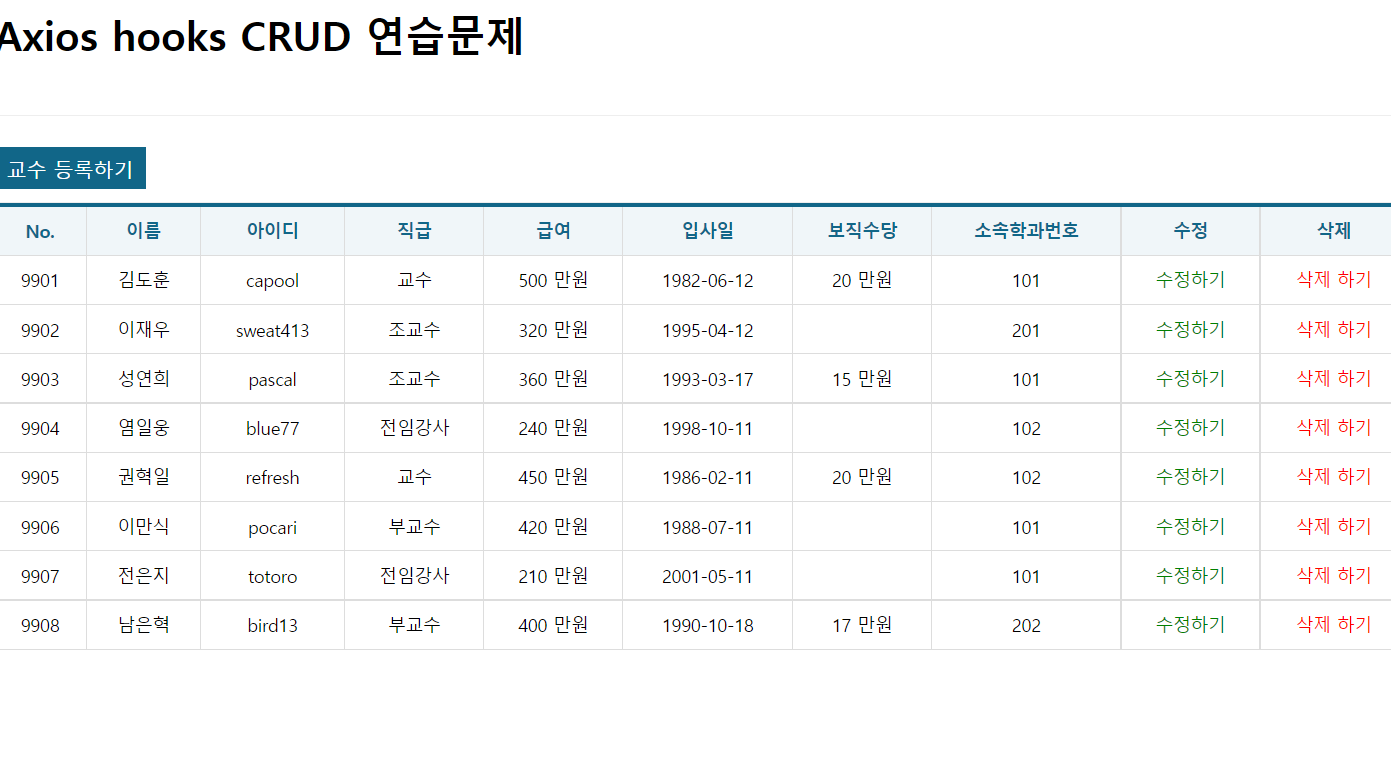 Axios hooks CRUD 연습문제
교수 등록하기
No. 이름 아이디 직급 급여 입사일 보직수당 소속학과번호 수정 삭제
9901 김도훈 capool 교수 500 만원 1982-06-12 20 만원 101 수정하기 삭제 하기
9902 이재우 sweat413 조교수 320 만원 1995-04-12 201 수정하기 삭제 하기
9903 성연희 pascal 조교수 360 만원 1993-03-17 15 만원 101 수정하기 삭제 하기
9904 염일웅 blue77 전임강사 240 만원 1998-10-11 102 수정하기 삭제 하기
9905 권혁일 refresh 교수 450 만원 1986-02-11 20 만원 102 수정하기 삭제 하기
9906 이만식 pocari 부교수 420 만원 1988-07-11 101 수정하기 삭제 하기
9907 전은지 totoro 전임강사 210 만원 2001-05-11 101 수정하기 삭제 하기
9908 남은혁 bird13 부교수 400 만원 1990-10-18 17 만원 202 수정하기 삭제 하기